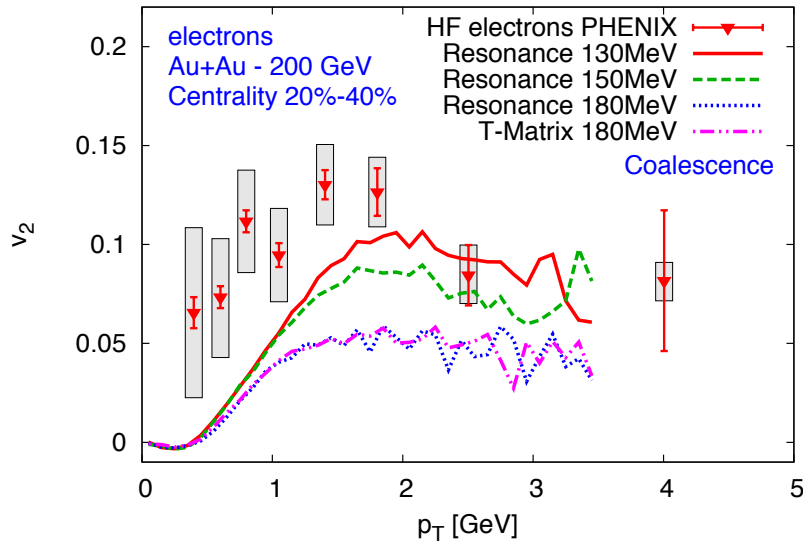 electrons
Au+Au - 200 GeV
Centrality 20%-40%
HF electrons PHENIX
Resonance 130MeV
Resonance 150MeV
Resonance 180MeV
T-Matrix 180MeV
Coalescence
v2
0.2
0.15
0.1
0.05
0
0 1 2 3 4 5
pT [GeV]